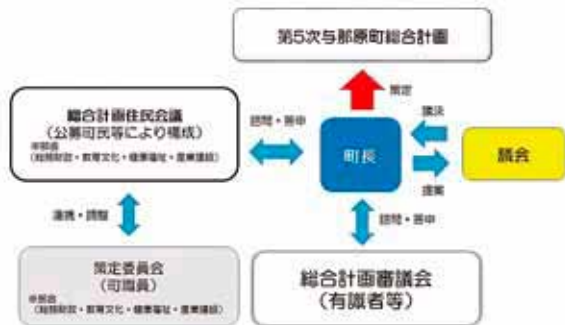 第5次与那原町総合計画
策定
総合計画住民会議
(公募町民等により構成)
※部会
(総務財政・教育文化・健康福祉・産業建設)
諮問・答申
町長
議決
提案
議会
連携・調整
諮問・答申
策定委員会
(町職員)
※部会
(総務財政・教育文化・健康福祉・産業建設)
総合計画審議会
(有識者等)